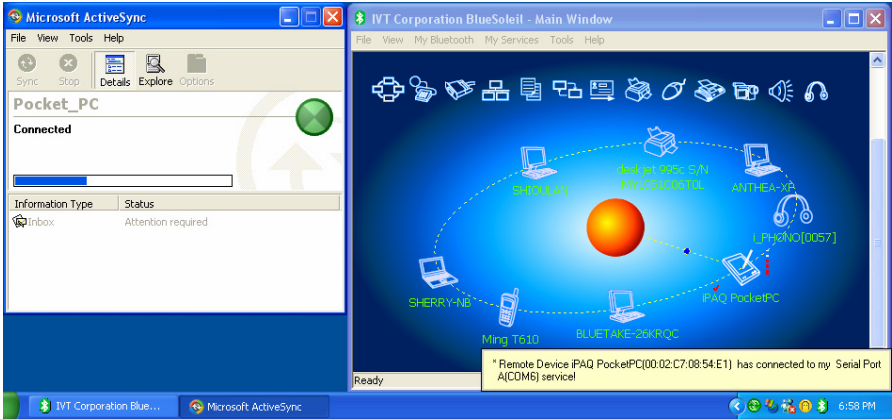 Microsoft ActiveSync
File View Tools Help
Sync Stop Details Explore Options
Pocket_PC
Connected
Information Type Status
Inbox Attention required
IVT Corporation BlueSoleil - Main Window
File View My Bluetooth My Services Tools Help
SHIOULAN
desk jet 995c S/N
ANTHEA-XP
i_PHONO[0057]
iPAQ PocketPC
SHERRY-NB
Ming T610
BLUETAKE-26KRQC
Ready
* Remote Device iPAQ PocketPC(00:02:C7:08:54:E1) has connected to my Serial Port
A(COM6) service!
IVT Corporation Blue...
Microsoft ActiveSync
6:58 PM